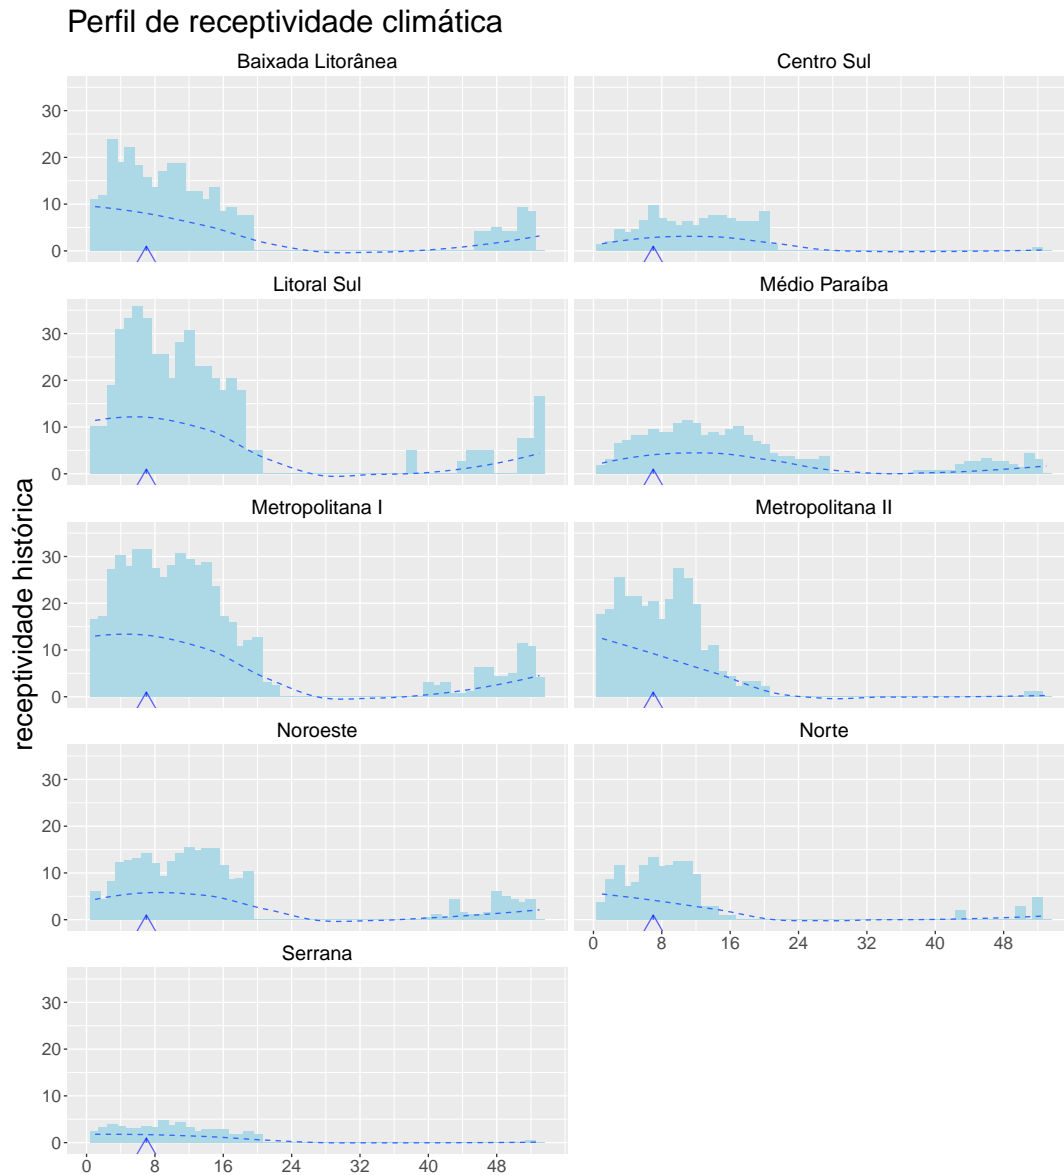 Perfil de receptividade climática
Baixada Litorânea
Centro Sul
30
20
10
0
Litoral Sul
Médio Paraíba
30
20
10
0
receptividade histórica
Metropolitana I
Metropolitana II
30
20
10
0
Noroeste
Norte
30
20
10
0
0 8 16 24 32 40 48
Serrana
30
20
10
0
0 8 16 24 32 40 48